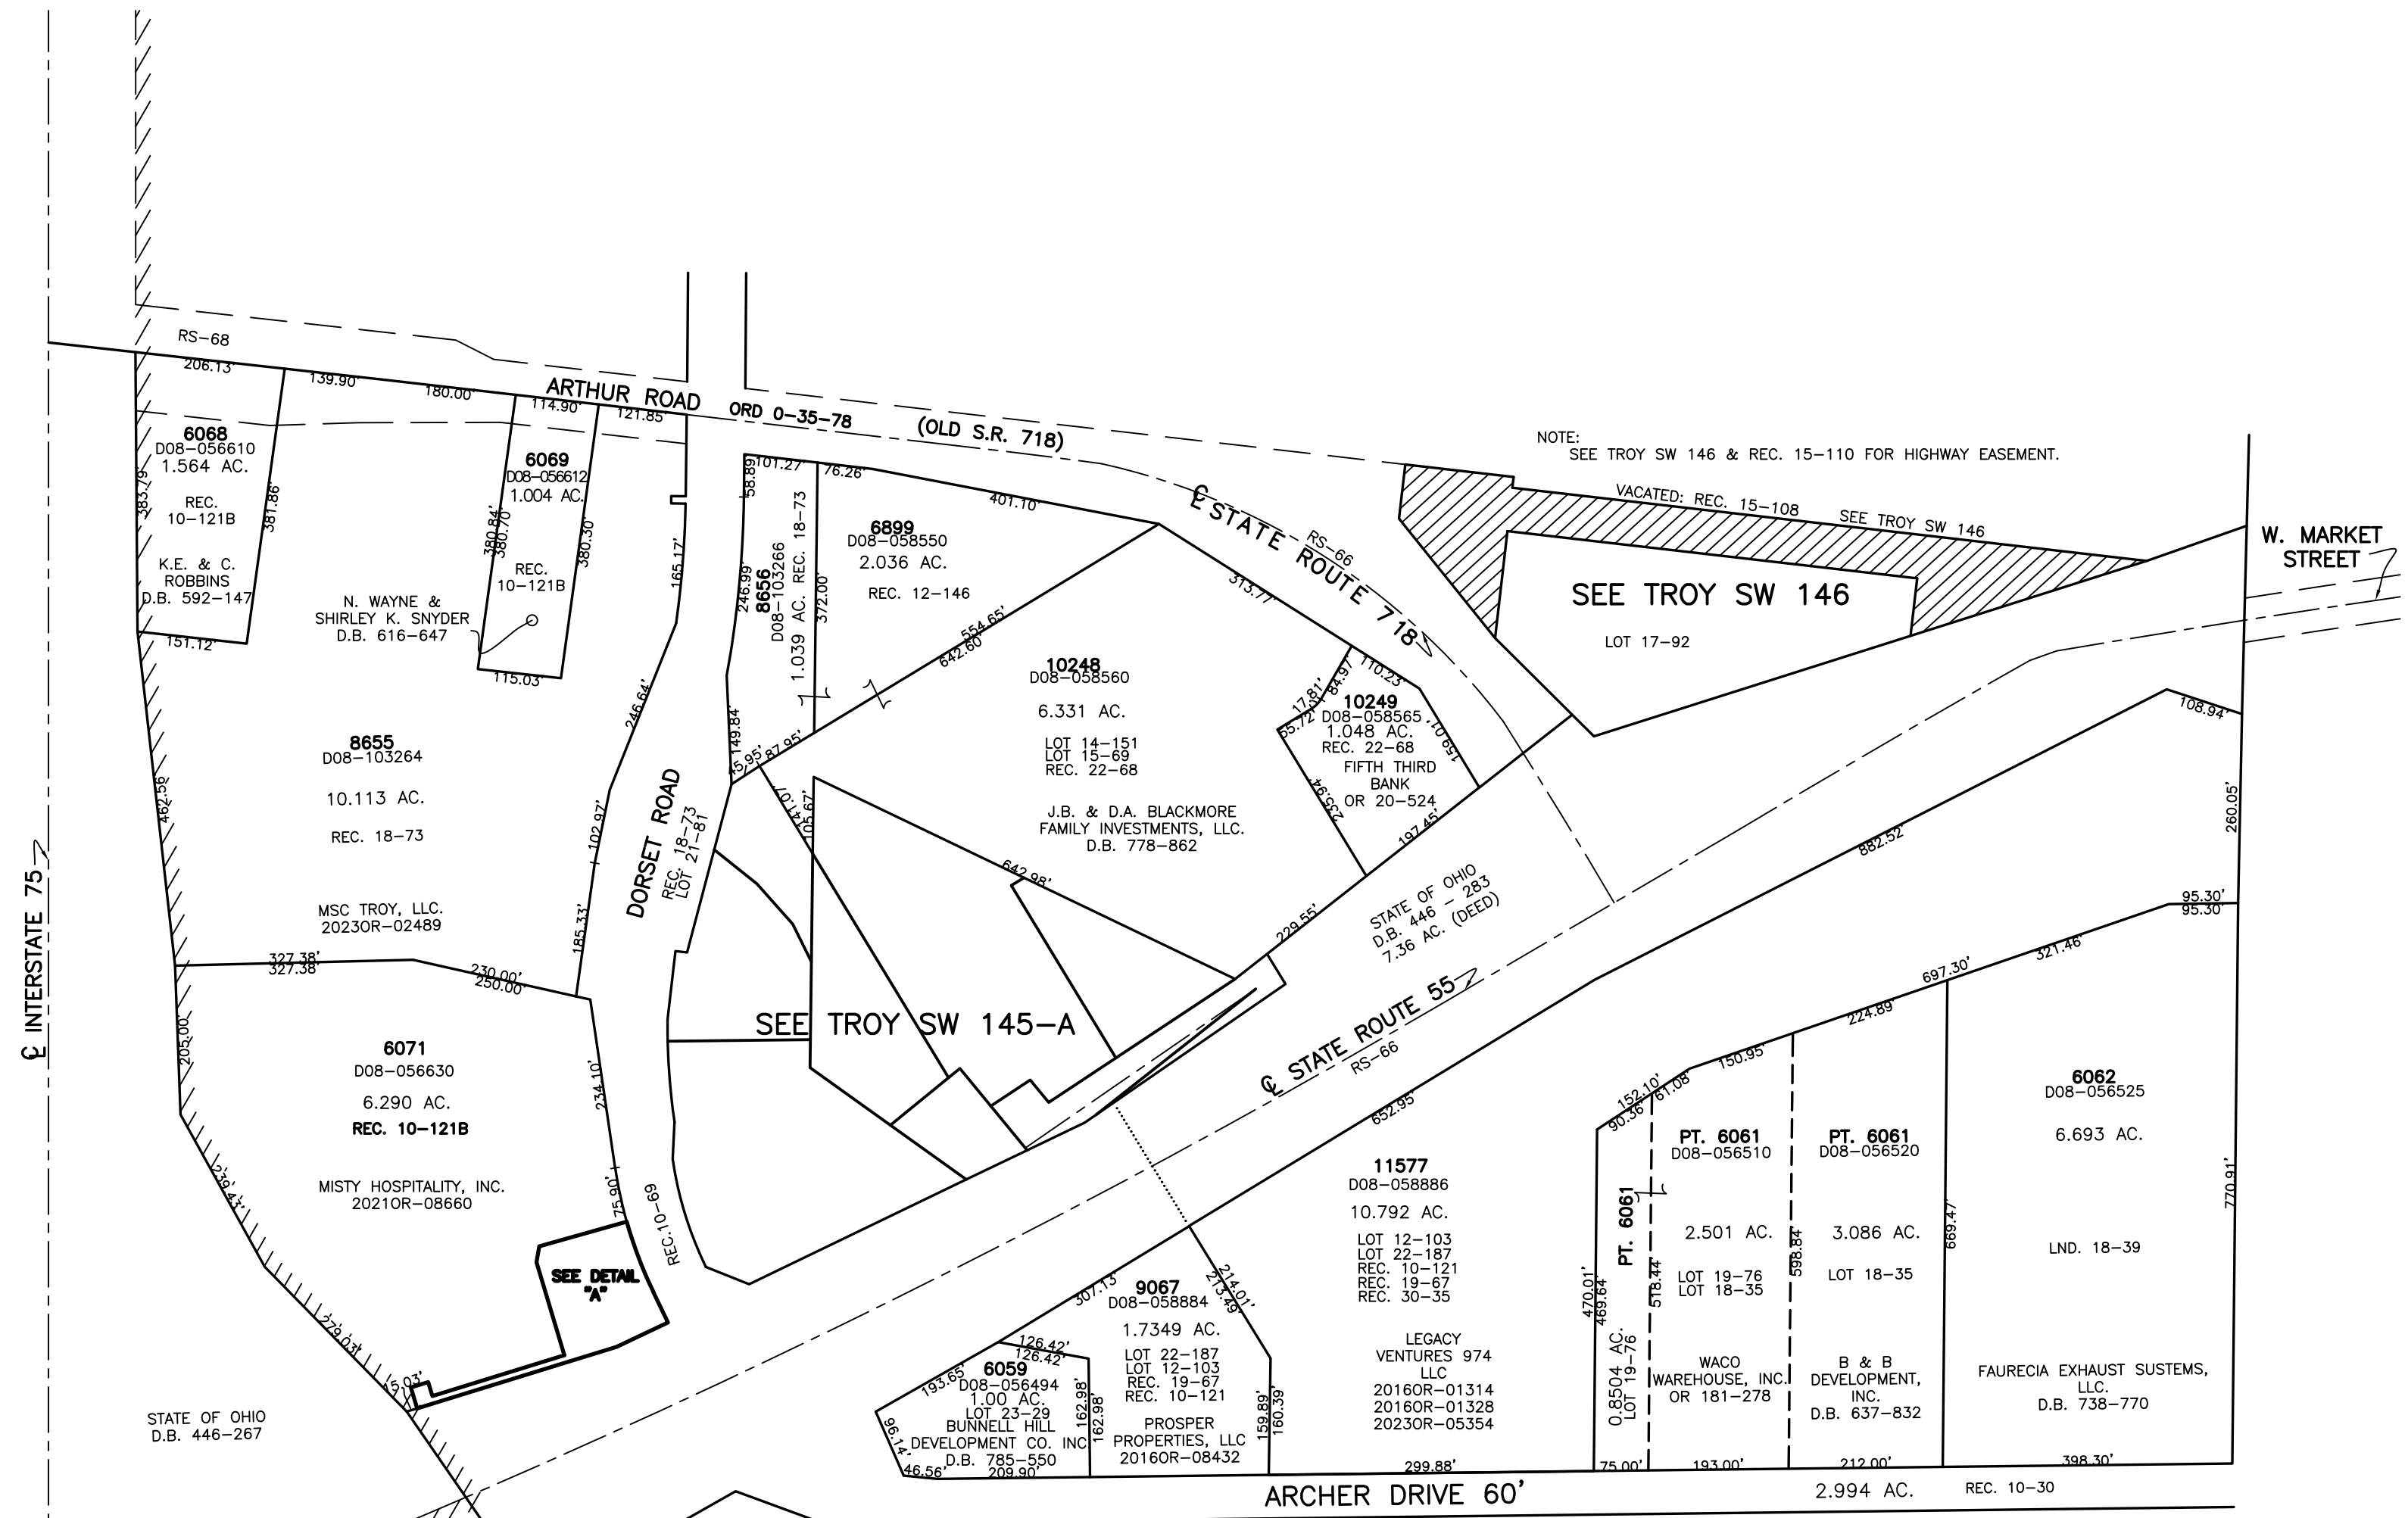 RS-68
206.13'
139.90'
180.00'
114.90'
121.85'
ARTHUR ROAD
ORD 0-35-78
(OLD S.R. 718)
6068
D08-056610
1.564 AC.
REC.
10-121B
K.E. & C.
ROBBINS
D.B. 592-147
383.79'
381.86'
151.12'
6069
D08-056612
1.004 AC.
REC.
10-121B
380.84'
380.70'
380.30'
115.03'
N. WAYNE &
SHIRLEY K. SNYDER
D.B. 616-647
8655
D08-103264
10.113 AC.
REC. 18-73
MSC TROY, LLC.
2023OR-02489
462.56'
165.17'
246.64'
102.97'
185.33'
327.38'
327.38'
230.00'
250.00'
℄ INTERSTATE 75
DORSET ROAD
REC. 18-73
LOT 21-81
58.89'
101.27'
76.26'
401.10'
246.99'
8656
D08-103266
1.039 AC. REC. 18-73
372.00'
149.84'
45.95'
87.95'
6899
D08-058550
2.036 AC.
REC. 12-146
554.65'
642.60'
10248
D08-058560
6.331 AC.
LOT 14-151
LOT 15-69
REC. 22-68
J.B. & D.A. BLACKMORE
FAMILY INVESTMENTS, LLC.
D.B. 778-862
313.77'
141.07'
105.67'
642.98'
229.55'
℄ STATE ROUTE 718
RS-66
17.81'
84.97'
110.23'
55.72'
10249
D08-058565
1.048 AC.
REC. 22-68
FIFTH THIRD
BANK
OR 20-524
159.01'
235.94'
197.45'
NOTE:
SEE TROY SW 146 & REC. 15-110 FOR HIGHWAY EASEMENT.
VACATED: REC. 15-108
SEE TROY SW 146
SEE TROY SW 146
LOT 17-92
W. MARKET
STREET
108.94'
260.05'
882.52'
STATE OF OHIO
D.B. 446 - 283
7.36 AC. (DEED)
℄ STATE ROUTE 55
RS-66
652.95'
SEE TROY SW 145-A
6071
D08-056630
6.290 AC.
REC. 10-121B
MISTY HOSPITALITY, INC.
2021OR-08660
205.00'
239.43'
279.03'
15.03'
234.10'
75.90'
REC.10-69
SEE DETAIL
"A"
STATE OF OHIO
D.B. 446-267
193.65'
307.13'
126.42'
126.42'
6059
D08-056494
1.00 AC.
LOT 23-29
BUNNELL HILL
DEVELOPMENT CO. INC
D.B. 785-550
96.14'
46.56'
209.90'
162.98'
162.98'
9067
D08-058884
1.7349 AC.
LOT 22-187
LOT 12-103
REC. 19-67
REC. 10-121
PROSPER
PROPERTIES, LLC
2016OR-08432
214.01'
213.49'
159.89'
160.39'
11577
D08-058886
10.792 AC.
LOT 12-103
LOT 22-187
REC. 10-121
REC. 19-67
REC. 30-35
LEGACY
VENTURES 974
LLC
2016OR-01314
2016OR-01328
2023OR-05354
299.88'
470.01'
469.64'
152.10'
90.36'
61.08'
150.95'
224.89'
697.30'
321.46'
95.30'
95.30'
PT. 6061
0.8504 AC.
LOT 19-76
518.44'
75.00'
PT. 6061
D08-056510
2.501 AC.
LOT 19-76
LOT 18-35
WACO
WAREHOUSE, INC.
OR 181-278
193.00'
598.84'
PT. 6061
D08-056520
3.086 AC.
LOT 18-35
B & B
DEVELOPMENT,
INC.
D.B. 637-832
212.00'
669.47'
6062
D08-056525
6.693 AC.
LND. 18-39
FAURECIA EXHAUST SUSTEMS,
LLC.
D.B. 738-770
770.91'
398.30'
ARCHER DRIVE 60'
2.994 AC.
REC. 10-30